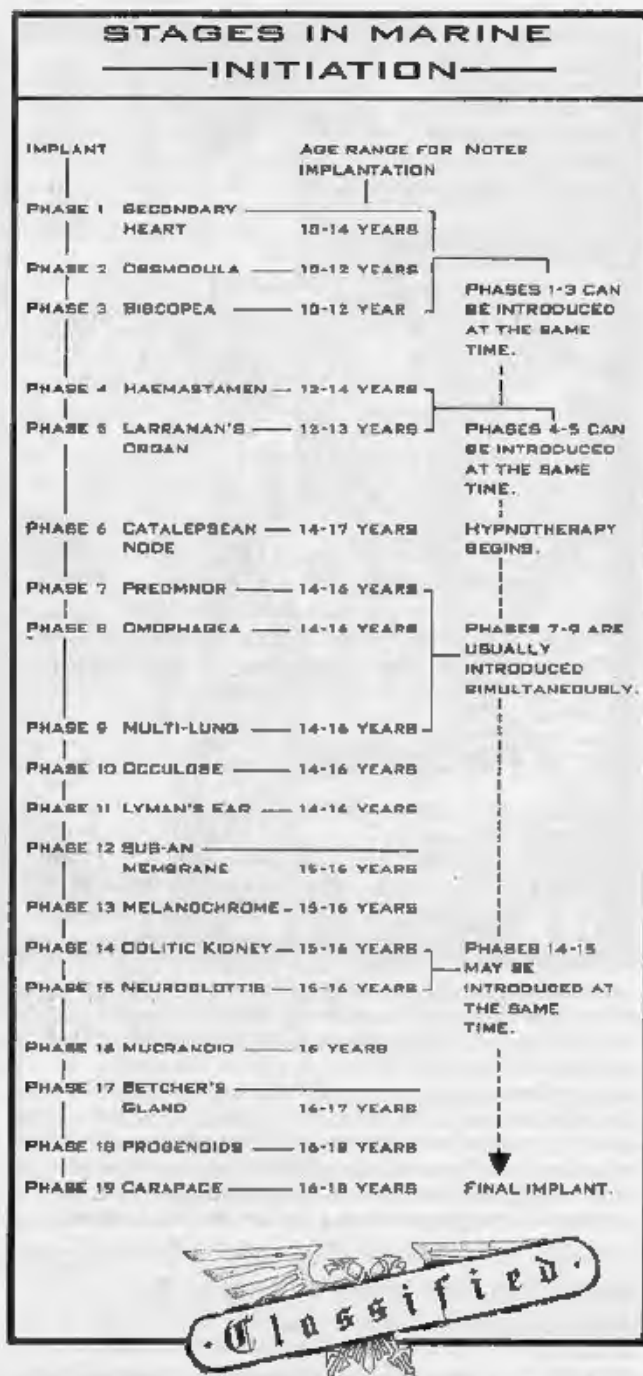 STAGES IN MARINE
INITIATION
IMPLANT AGE RANGE FOR NOTES
IMPLANTATION
PHASE 1 SECONDARY
HEART 10-14 YEARS
PHASE 2 OSSMODULA 10-12 YEARS
PHASE 3 BISCOPEA 10-12 YEAR
PHASES 1-3 CAN
BE INTRODUCED
AT THE SAME
TIME.
PHASE 4 HAEMASTAMEN 12-14 YEARS
PHASE 5 LARRAMAN'S 12-13 YEARS
ORGAN
PHASES 4-5 CAN
BE INTRODUCED
AT THE SAME
TIME.
PHASE 6 CATALEPSEAN 14-17 YEARS
NODE
HYPNOTHERAPY
BEGINS.
PHASE 7 PREOMNOR 14-16 YEARS
PHASE 8 OMOPHAGEA 14-16 YEARS
PHASES 7-9 ARE
USUALLY
INTRODUCED
SIMULTANEOUSLY.
PHASE 9 MULTI-LUNG 14-16 YEARS
PHASE 10 OCCULOBE 14-16 YEARS
PHASE 11 LYMAN'S EAR 14-16 YEARS
PHASE 12 SUS-AN
MEMBRANE 15-16 YEARS
PHASE 13 MELANOCHROME 15-16 YEARS
PHASE 14 OOLITIC KIDNEY 15-16 YEARS
PHASE 15 NEUROGLOTTIS 15-16 YEARS
PHASES 14-15
MAY BE
INTRODUCED AT
THE SAME
TIME.
PHASE 16 MUCRANOID 16 YEARS
PHASE 17 BETCHER'S
GLAND 16-17 YEARS
PHASE 18 PROGENOIDS 16-18 YEARS
PHASE 19 CARAPACE 16-18 YEARS FINAL IMPLANT.
Classified